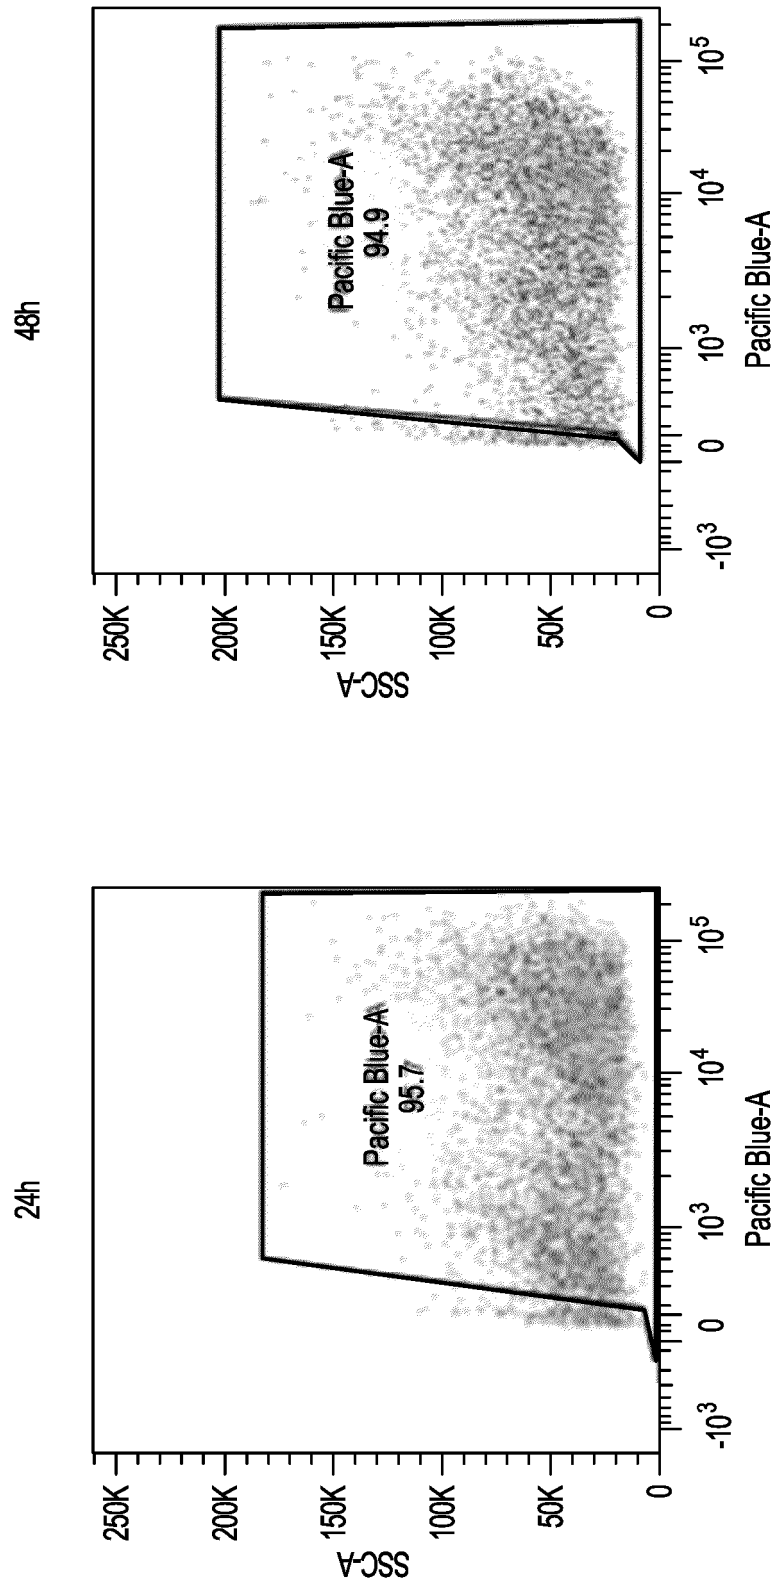 24h
SSC-A
250K
200K
150K
100K
50K
0
Pacific Blue-A
95.7
-10³
0
10³
10⁴
10⁵
Pacific Blue-A
48h
SSC-A
250K
200K
150K
100K
50K
0
Pacific Blue-A
94.9
-10³
0
10³
10⁴
10⁵
Pacific Blue-A